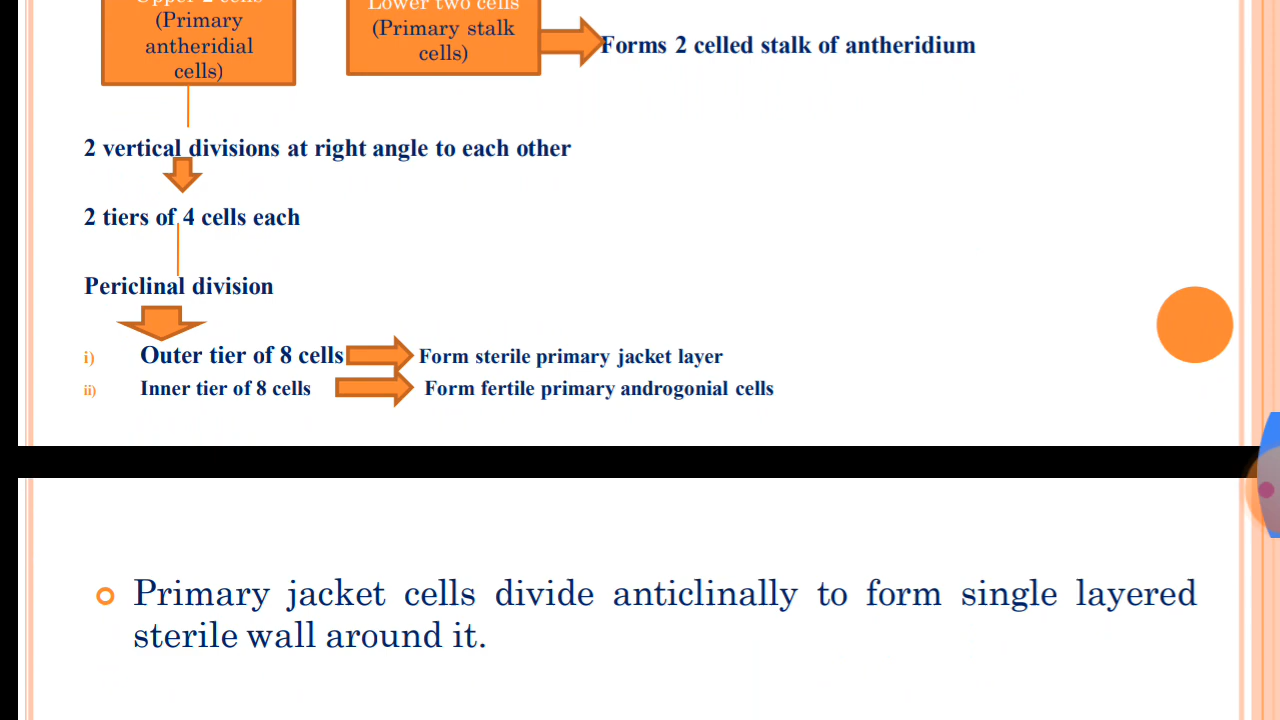 Upper 2 cells
(Primary
antheridial
cells)
Lower two cells
(Primary stalk
cells)
Forms 2 celled stalk of antheridium
2 vertical divisions at right angle to each other
2 tiers of 4 cells each
Periclinal division
i) Outer tier of 8 cells Form sterile primary jacket layer
ii) Inner tier of 8 cells Form fertile primary androgonial cells
Primary jacket cells divide anticlinally to form single layered
sterile wall around it.